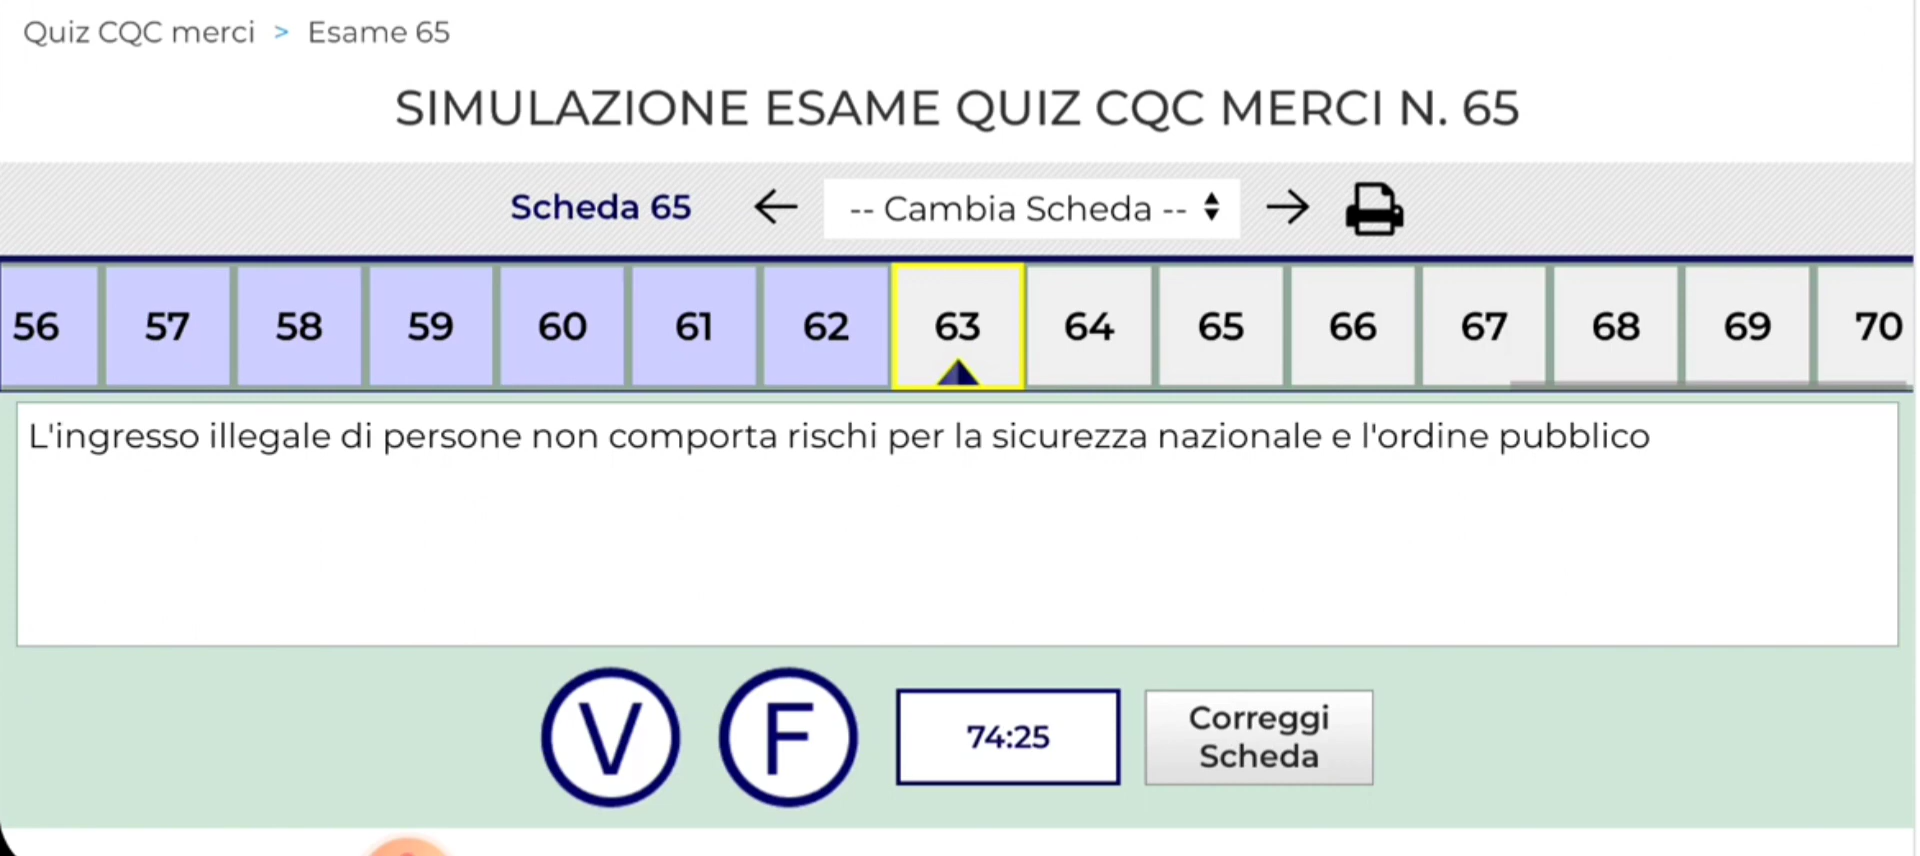 Quiz CQC merci > Esame 65
SIMULAZIONE ESAME QUIZ CQC MERCI N. 65
Scheda 65 ← -- Cambia Scheda -- →
56 57 58 59 60 61 62 63 64 65 66 67 68 69 70
L'ingresso illegale di persone non comporta rischi per la sicurezza nazionale e l'ordine pubblico
V F 74:25 Correggi
Scheda